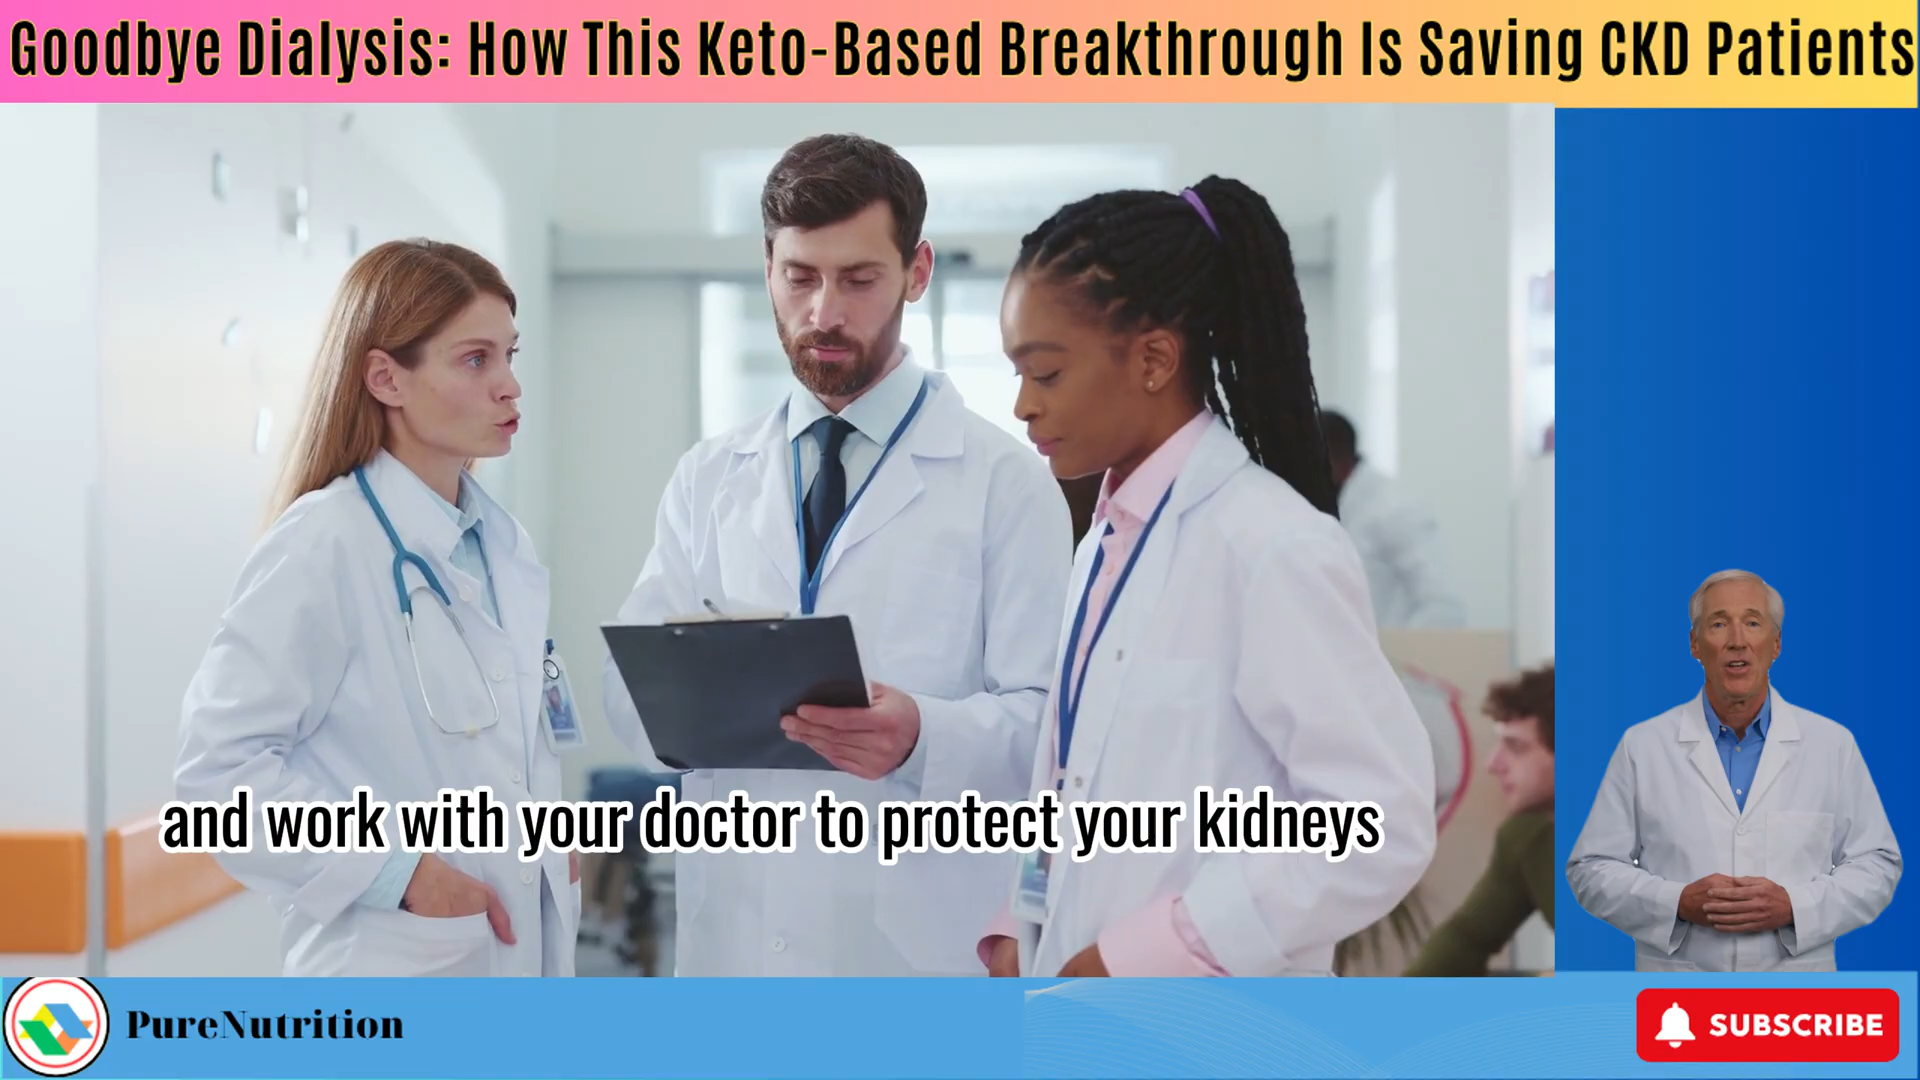 Goodbye Dialysis: How This Keto-Based Breakthrough Is Saving CKD Patients
and work with your doctor to protect your kidneys
PureNutrition
SUBSCRIBE